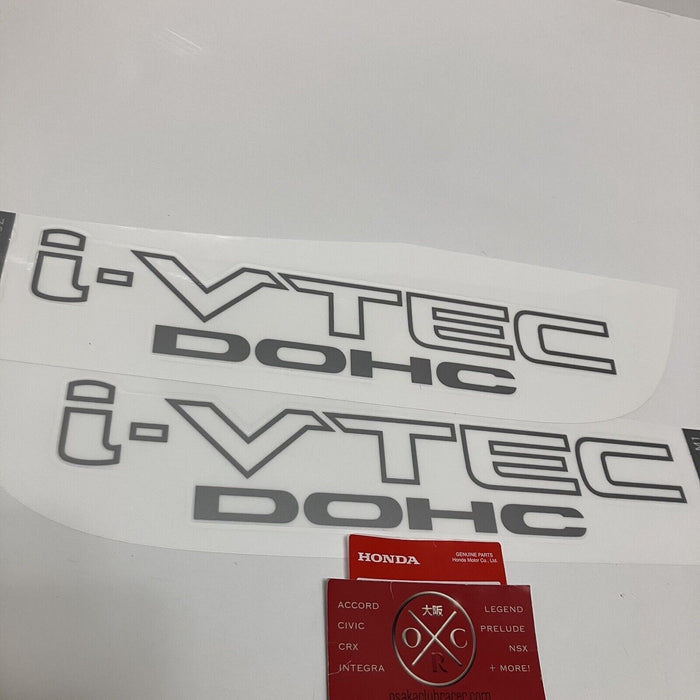 i-VTEC
DOHC
i-VTEC
DOHC
HONDA
GENUINE PARTS
Honda Motor Co., Ltd.
ACCORD
CIVIC
CRX
INTEGRA
大阪
O C
R
LEGEND
PRELUDE
NSX
+ MORE!
osakaclubracer.com